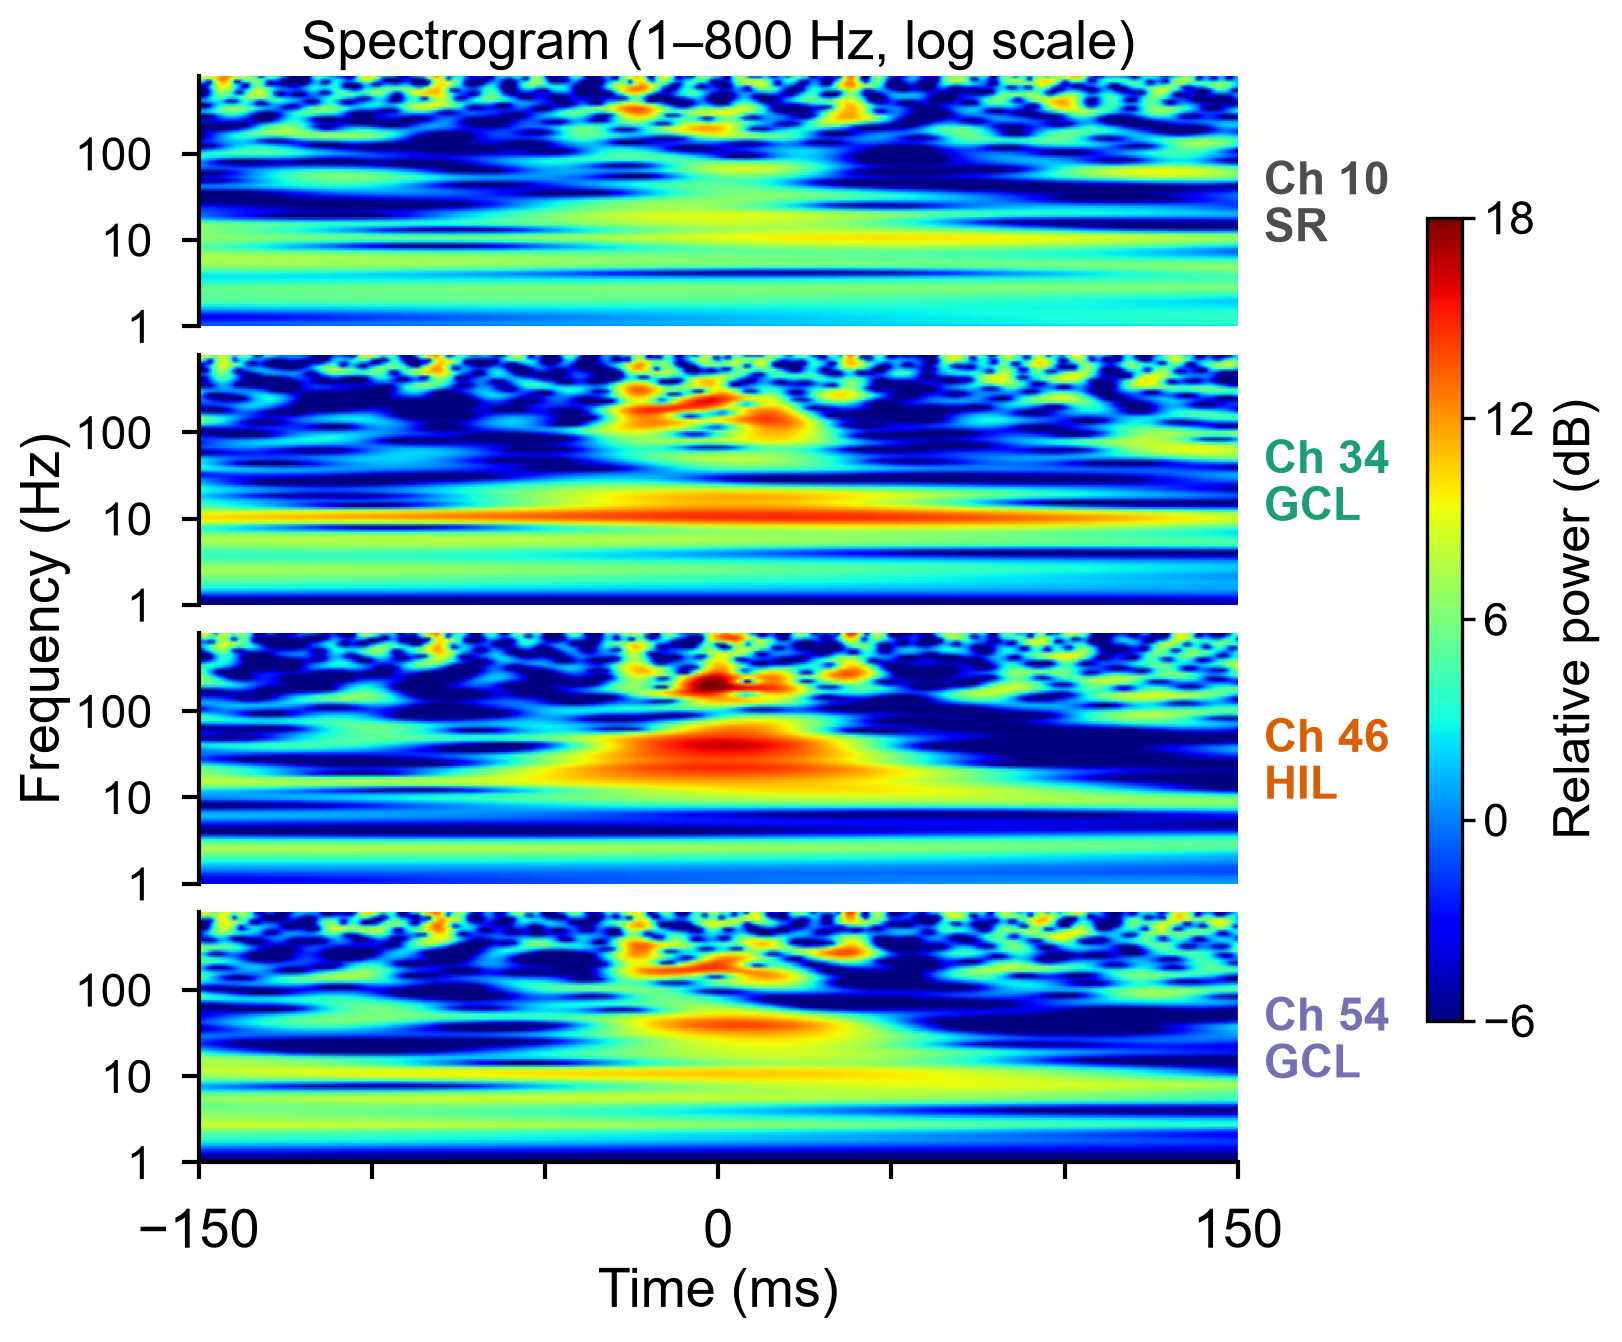 Spectrogram (1–800 Hz, log scale)
100
10
1
Ch 10
SR
100
10
1
Ch 34
GCL
100
10
1
Ch 46
HIL
100
10
1
Ch 54
GCL
Frequency (Hz)
−150
0
150
Time (ms)
18
12
6
0
−6
Relative power (dB)